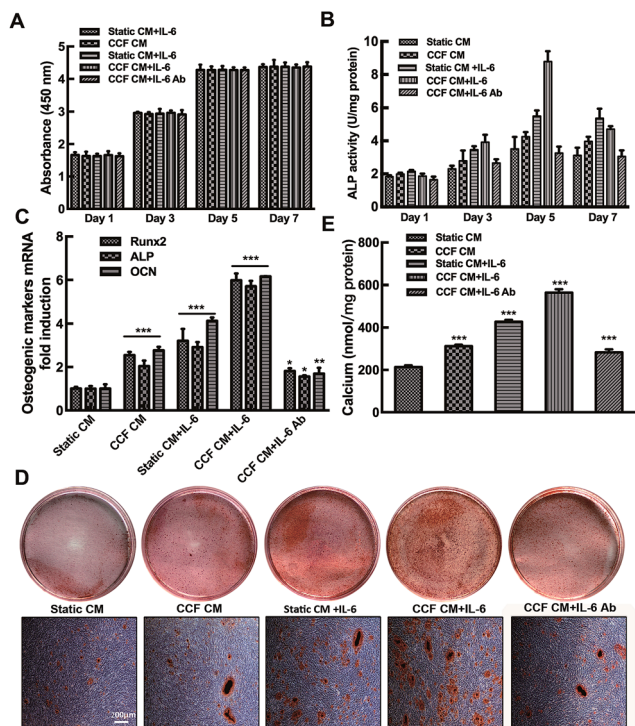 A
Static CM+IL-6
CCF CM
Static CM+IL-6
CCF CM+IL-6
CCF CM+IL-6 Ab
Absorbance (450 nm)
6
5
4
3
2
1
0
Day 1 Day 3 Day 5 Day 7
B
Static CM
CCF CM
Static CM +IL-6
CCF CM+IL-6
CCF CM+IL-6 Ab
ALP activity (U/mg protein)
10
8
6
4
2
0
Day 1 Day 3 Day 5 Day 7
C
Runx2
ALP
OCN
Osteogenic markers mRNA
fold induction
8
6
4
2
0
***
***
***
* * **
Static CM
CCF CM
Static CM+IL-6
CCF CM+IL-6
CCF CM+IL-6 Ab
E
Static CM
CCF CM
Static CM+IL-6
CCF CM+IL-6
CCF CM+IL-6 Ab
Calcium (nmol/mg protein)
800
600
400
200
0
***
***
***
***
D
Static CM CCF CM Static CM +IL-6 CCF CM+IL-6 CCF CM+IL-6 Ab
200μm